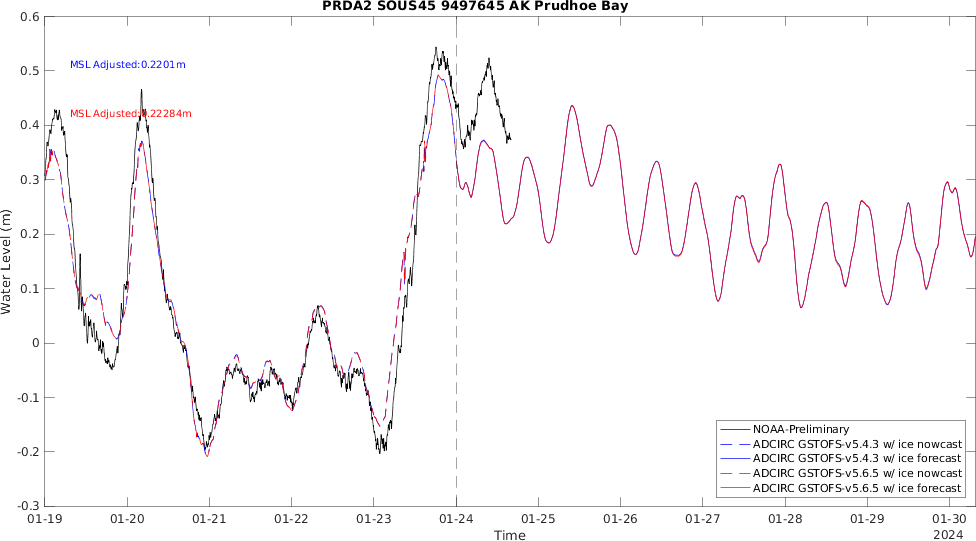 PRDA2 SOUS45 9497645 AK Prudhoe Bay
0.6
0.5
0.4
0.3
0.2
0.1
0
-0.1
-0.2
-0.3
Water Level (m)
MSL Adjusted:0.2201m
MSL Adjusted:0.22284m
NOAA-Preliminary
ADCIRC GSTOFS-v5.4.3 w/ ice nowcast
ADCIRC GSTOFS-v5.4.3 w/ ice forecast
ADCIRC GSTOFS-v5.6.5 w/ ice nowcast
ADCIRC GSTOFS-v5.6.5 w/ ice forecast
01-19 01-20 01-21 01-22 01-23 01-24 01-25 01-26 01-27 01-28 01-29 01-30
2024
Time